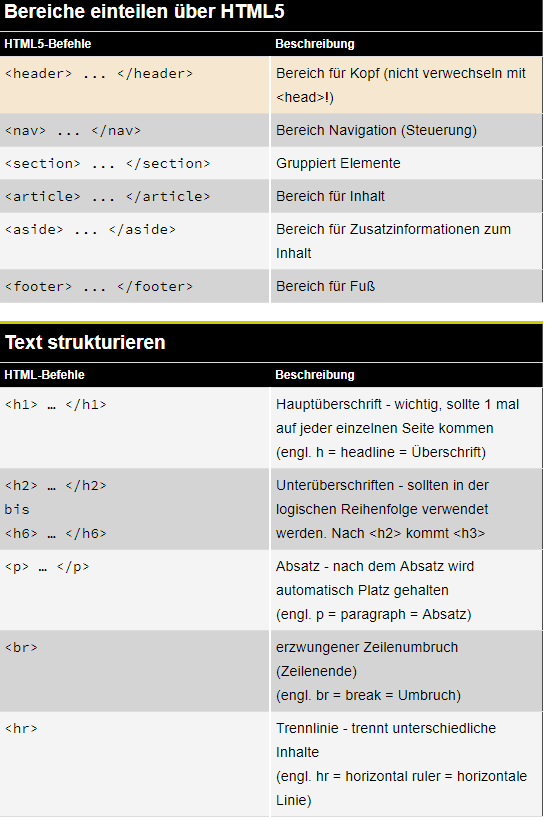 Bereiche einteilen über HTML5
HTML5-Befehle Beschreibung
<header> ... </header> Bereich für Kopf (nicht verwechseln mit
<head>!)
<nav> ... </nav> Bereich Navigation (Steuerung)
<section> ... </section> Gruppiert Elemente
<article> ... </article> Bereich für Inhalt
<aside> ... </aside> Bereich für Zusatzinformationen zum
Inhalt
<footer> ... </footer> Bereich für Fuß
Text strukturieren
HTML-Befehle Beschreibung
<h1> … </h1> Hauptüberschrift - wichtig, sollte 1 mal
auf jeder einzelnen Seite kommen
(engl. h = headline = Überschrift)
<h2> … </h2> Unterüberschriften - sollten in der
bis logischen Reihenfolge verwendet
<h6> … </h6> werden. Nach <h2> kommt <h3>
<p> … </p> Absatz - nach dem Absatz wird
automatisch Platz gehalten
(engl. p = paragraph = Absatz)
<br> erzwungener Zeilenumbruch
(Zeilenende)
(engl. br = break = Umbruch)
<hr> Trennlinie - trennt unterschiedliche
Inhalte
(engl. hr = horizontal ruler = horizontale
Linie)